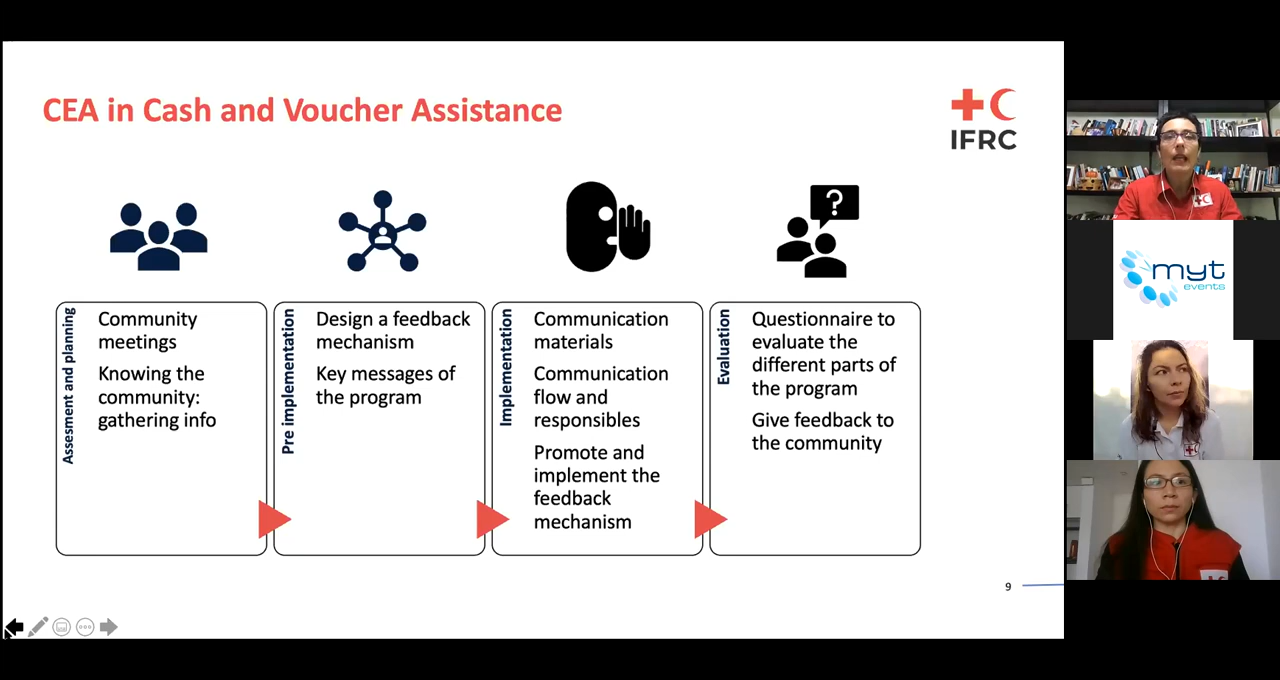 CEA in Cash and Voucher Assistance
IFRC
?
Assesment and planning
Community
meetings
Knowing the
community:
gathering info
Pre implementation
Design a feedback
mechanism
Key messages of
the program
Implementation
Communication
materials
Communication
flow and
responsibles
Promote and
implement the
feedback
mechanism
Evaluation
Questionnaire to
evaluate the
different parts of
the program
Give feedback to
the community
9
myt
events